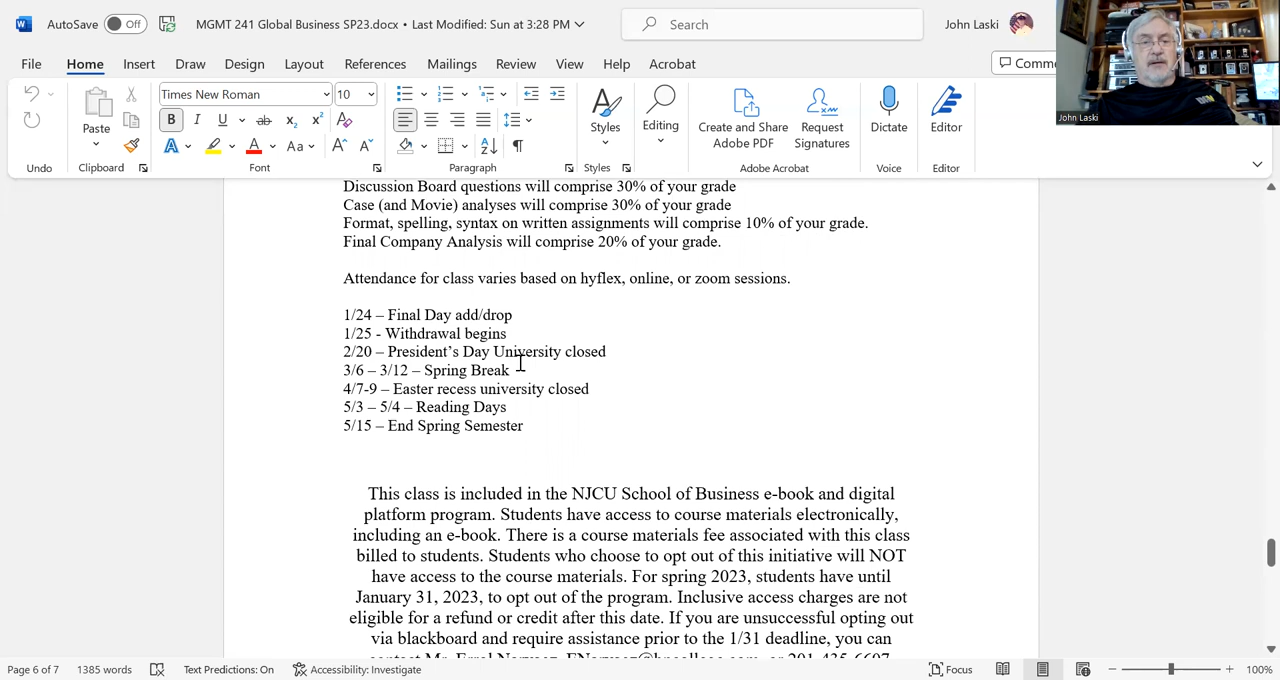 AutoSave Off MGMT 241 Global Business SP23.docx • Last Modified: Sun at 3:28 PM Search John Laski
File Home Insert Draw Design Layout References Mailings Review View Help Acrobat Comme
Times New Roman 10
Paste Styles Editing Create and Share Adobe PDF Request Signatures Dictate Editor
Undo Clipboard Font Paragraph Styles Adobe Acrobat Voice Editor
John Laski
Discussion Board questions will comprise 30% of your grade
Case (and Movie) analyses will comprise 30% of your grade
Format, spelling, syntax on written assignments will comprise 10% of your grade.
Final Company Analysis will comprise 20% of your grade.
Attendance for class varies based on hyflex, online, or zoom sessions.
1/24 – Final Day add/drop
1/25 - Withdrawal begins
2/20 – President’s Day University closed
3/6 – 3/12 – Spring Break
4/7-9 – Easter recess university closed
5/3 – 5/4 – Reading Days
5/15 – End Spring Semester
This class is included in the NJCU School of Business e-book and digital
platform program. Students have access to course materials electronically,
including an e-book. There is a course materials fee associated with this class
billed to students. Students who choose to opt out of this initiative will NOT
have access to the course materials. For spring 2023, students have until
January 31, 2023, to opt out of the program. Inclusive access charges are not
eligible for a refund or credit after this date. If you are unsuccessful opting out
via blackboard and require assistance prior to the 1/31 deadline, you can
Page 6 of 7 1385 words Text Predictions: On Accessibility: Investigate Focus 100%